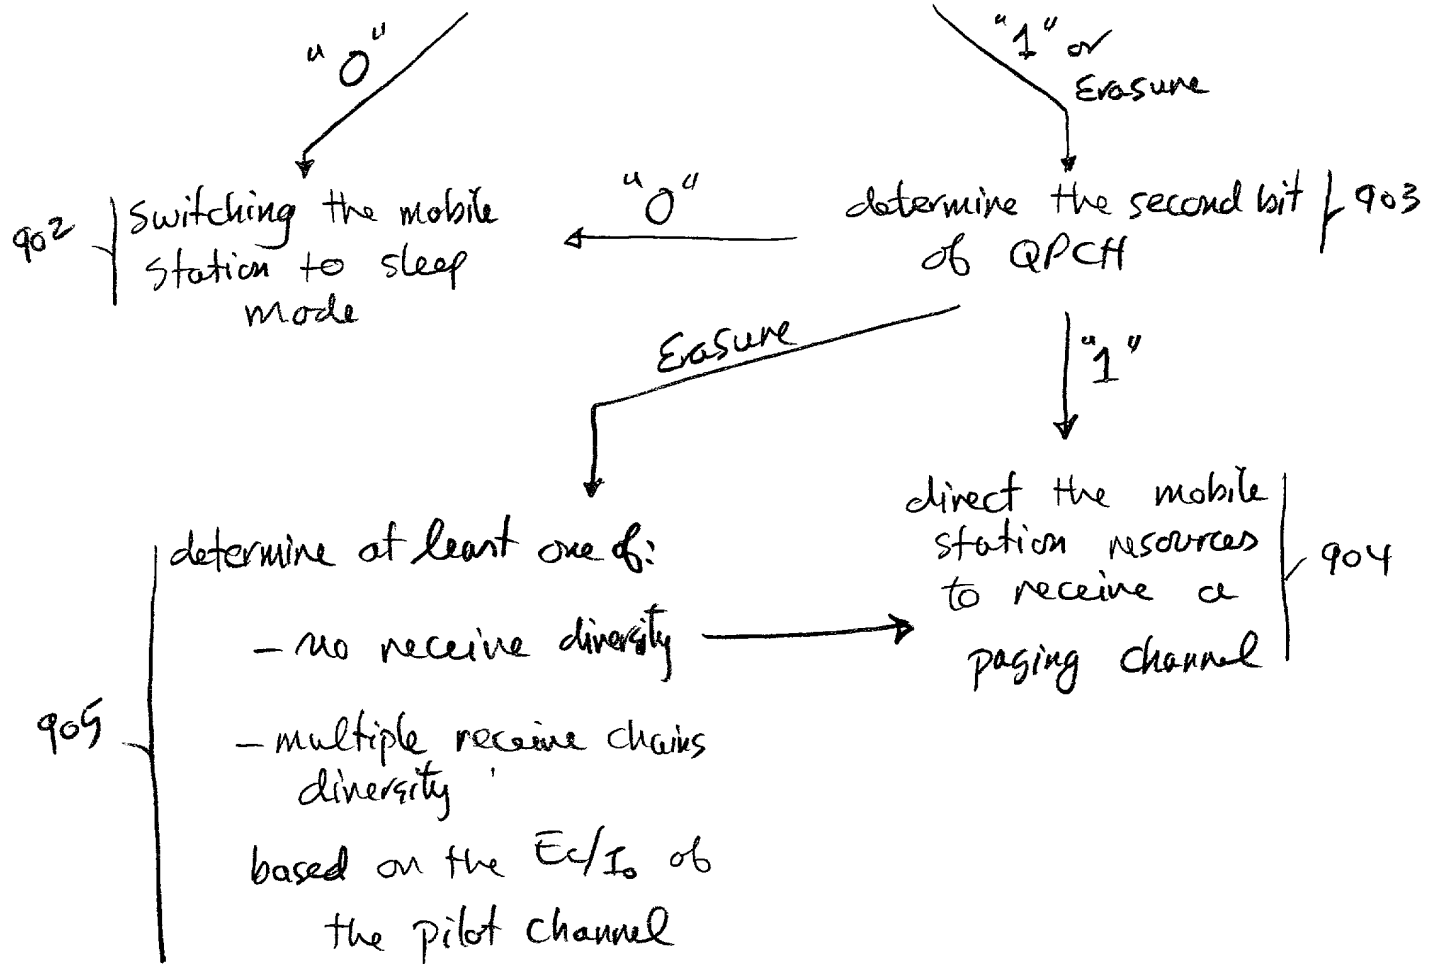 "0"
"1" or
Erasure
902
switching the mobile
station to sleep
mode
"0"
determine the second bit
of QPCH
903
Erasure
"1"
direct the mobile
station resources
to receive a
paging channel
904
905
determine at least one of:
- no receive diversity
- multiple receive chains
diversity
based on the Ec/Io of
the pilot channel